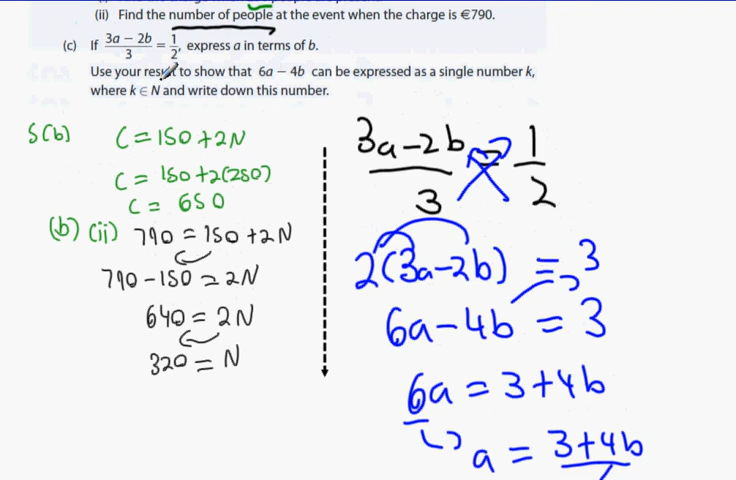 (ii) Find the number of people at the event when the charge is €790.
(c) If (3a − 2b)/3 = 1/2, express a in terms of b.
Use your result to show that 6a − 4b can be expressed as a single number k,
where k ∈ N and write down this number.
5(b) C = 150 + 2N
C = 150 + 2(250)
C = 650
(b) (ii) 790 = 150 + 2N
790 − 150 = 2N
640 = 2N
320 = N
(3a − 2b)/3 = 1/2
2(3a − 2b) = 3
6a − 4b = 3
6a = 3 + 4b
a = 3 + 4b